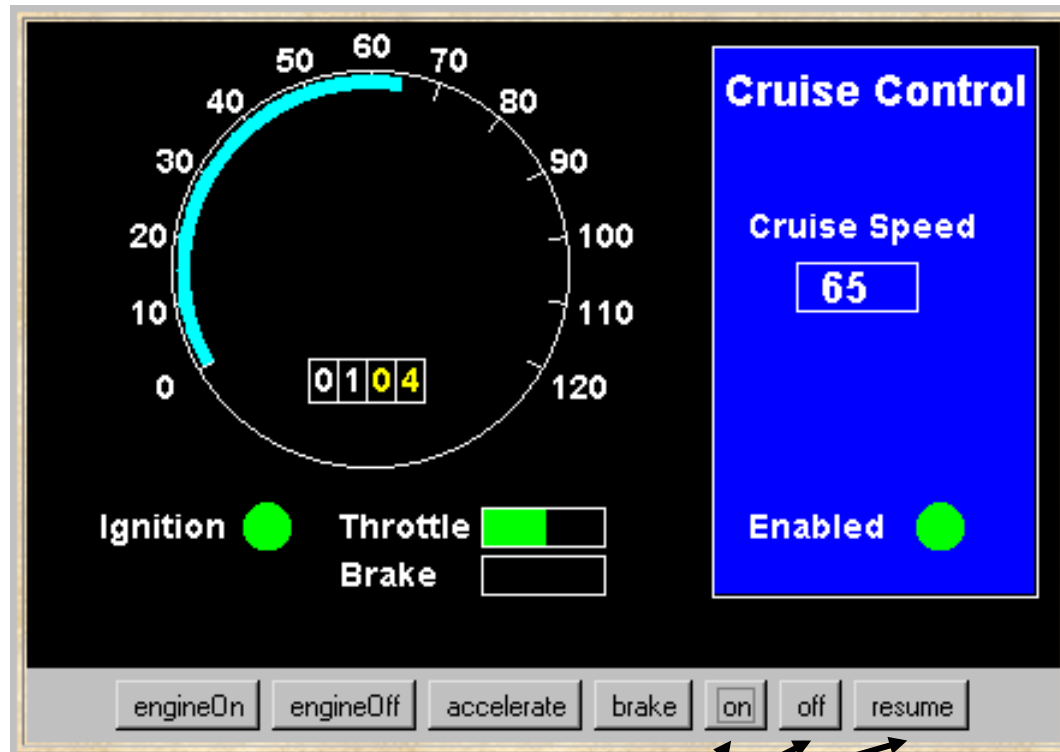 60
50 70
40 80
30 90
20 100
10 110
0 120
0104
Cruise Control
Cruise Speed
65
Ignition Throttle
Brake
Enabled
engineOn engineOff accelerate brake on off resume